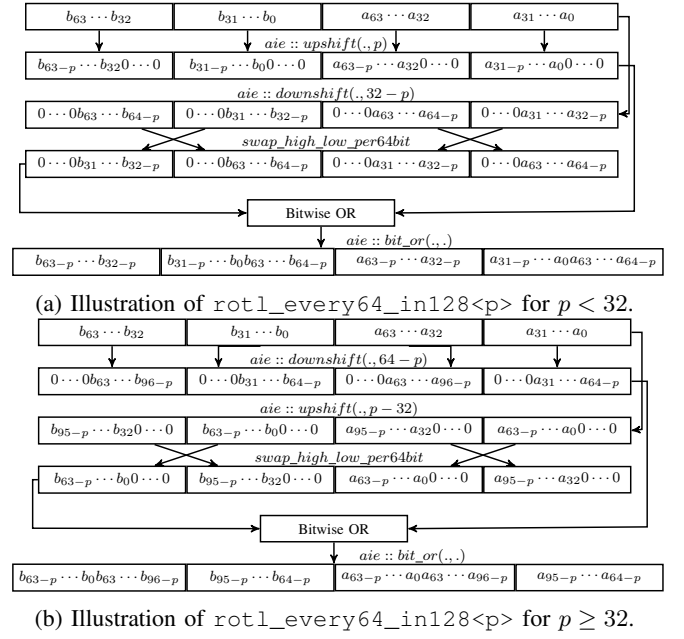 b63 ··· b32 b31 ··· b0 a63 ··· a32 a31 ··· a0
aie :: upshift(., p)
b63−p ··· b320 ··· 0 b31−p ··· b00 ··· 0 a63−p ··· a320 ··· 0 a31−p ··· a00 ··· 0
aie :: downshift(., 32 − p)
0 ··· 0b63 ··· b64−p 0 ··· 0b31 ··· b32−p 0 ··· 0a63 ··· a64−p 0 ··· 0a31 ··· a32−p
swap_high_low_per64bit
0 ··· 0b31 ··· b32−p 0 ··· 0b63 ··· b64−p 0 ··· 0a31 ··· a32−p 0 ··· 0a63 ··· a64−p
Bitwise OR
aie :: bit_or(., .)
b63−p ··· b32−p b31−p ··· b0b63 ··· b64−p a63−p ··· a32−p a31−p ··· a0a63 ··· a64−p
(a) Illustration of rotl_every64_in128<p> for p < 32.
b63 ··· b32 b31 ··· b0 a63 ··· a32 a31 ··· a0
aie :: downshift(., 64 − p)
0 ··· 0b63 ··· b96−p 0 ··· 0b31 ··· b64−p 0 ··· 0a63 ··· a96−p 0 ··· 0a31 ··· a64−p
aie :: upshift(., p − 32)
b95−p ··· b320 ··· 0 b63−p ··· b00 ··· 0 a95−p ··· a320 ··· 0 a63−p ··· a00 ··· 0
swap_high_low_per64bit
b63−p ··· b00 ··· 0 b95−p ··· b320 ··· 0 a63−p ··· a00 ··· 0 a95−p ··· a320 ··· 0
Bitwise OR
aie :: bit_or(., .)
b63−p ··· b0b63 ··· b96−p b95−p ··· b64−p a63−p ··· a0a63 ··· a96−p a95−p ··· a64−p
(b) Illustration of rotl_every64_in128<p> for p ≥ 32.